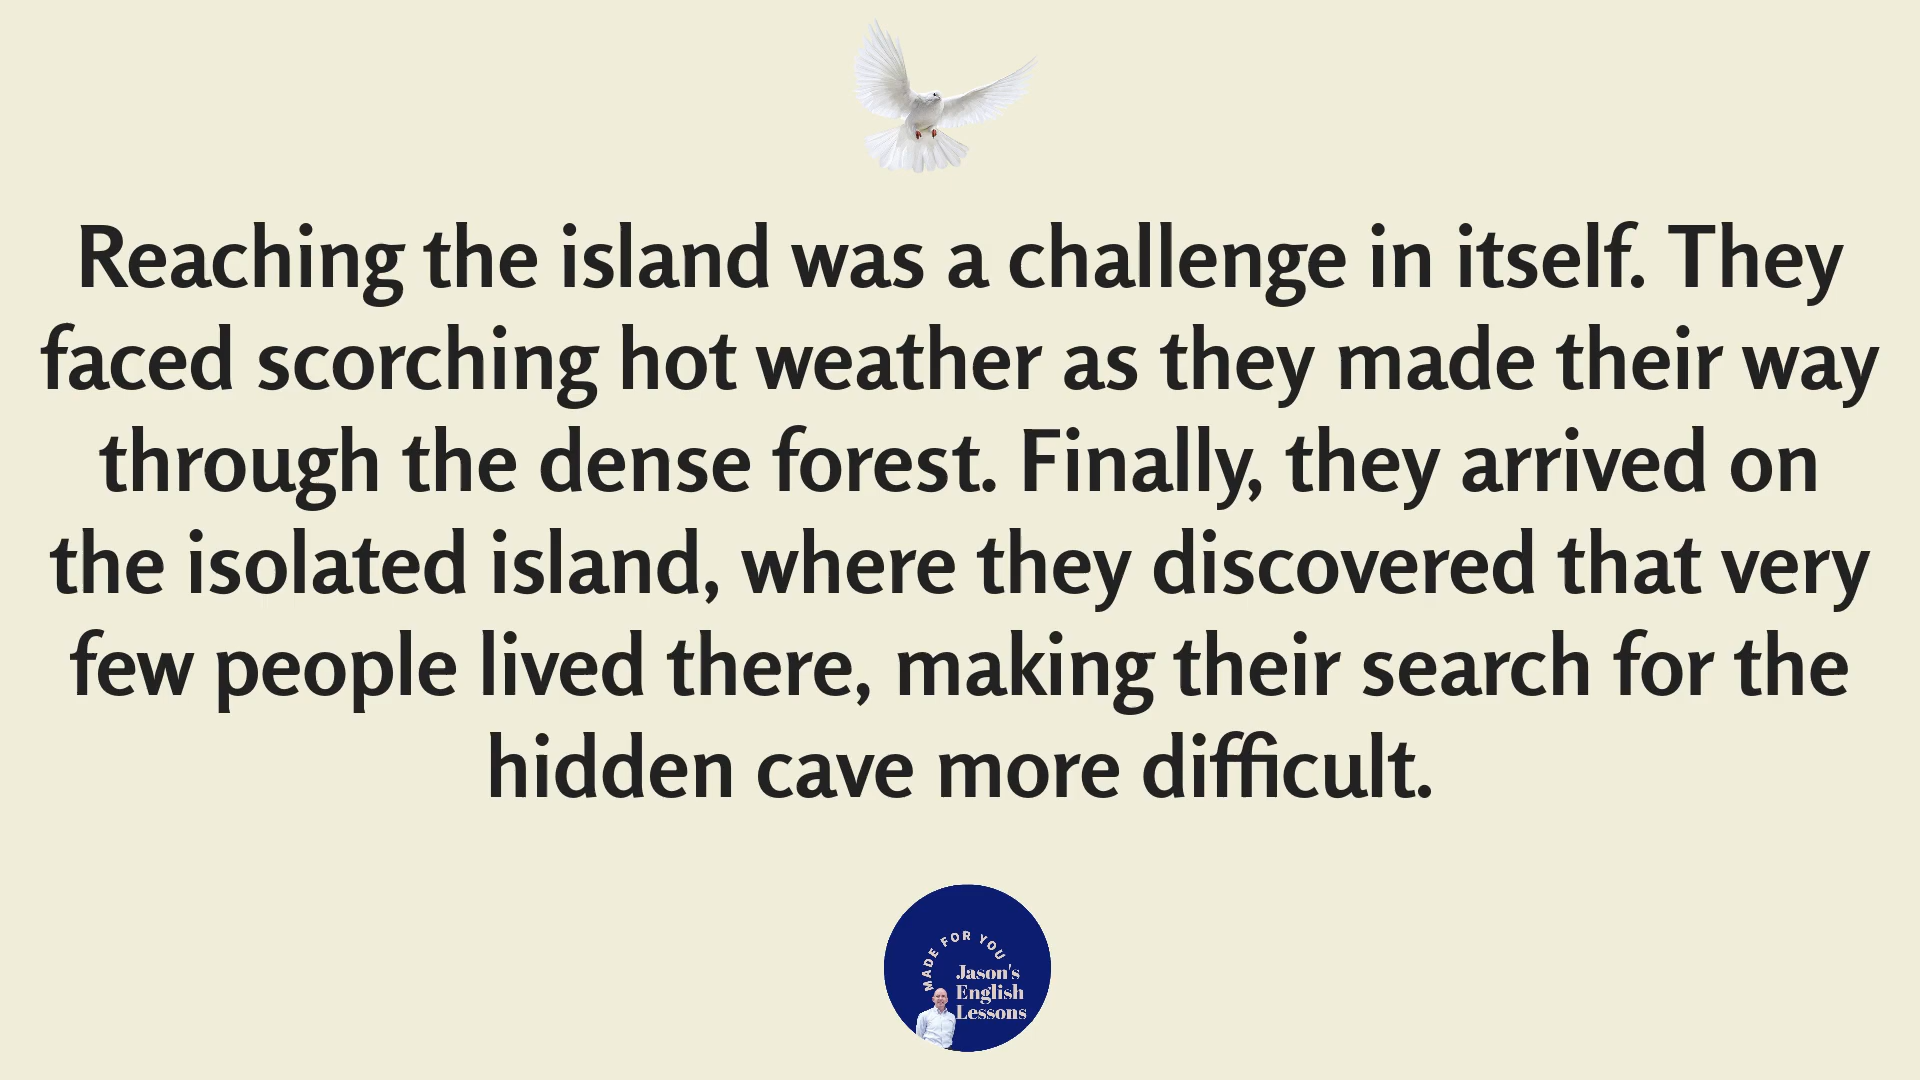 Reaching the island was a challenge in itself. They
faced scorching hot weather as they made their way
through the dense forest. Finally, they arrived on
the isolated island, where they discovered that very
few people lived there, making their search for the
hidden cave more difficult.
MADE FOR YOU
Jason's
English
Lessons